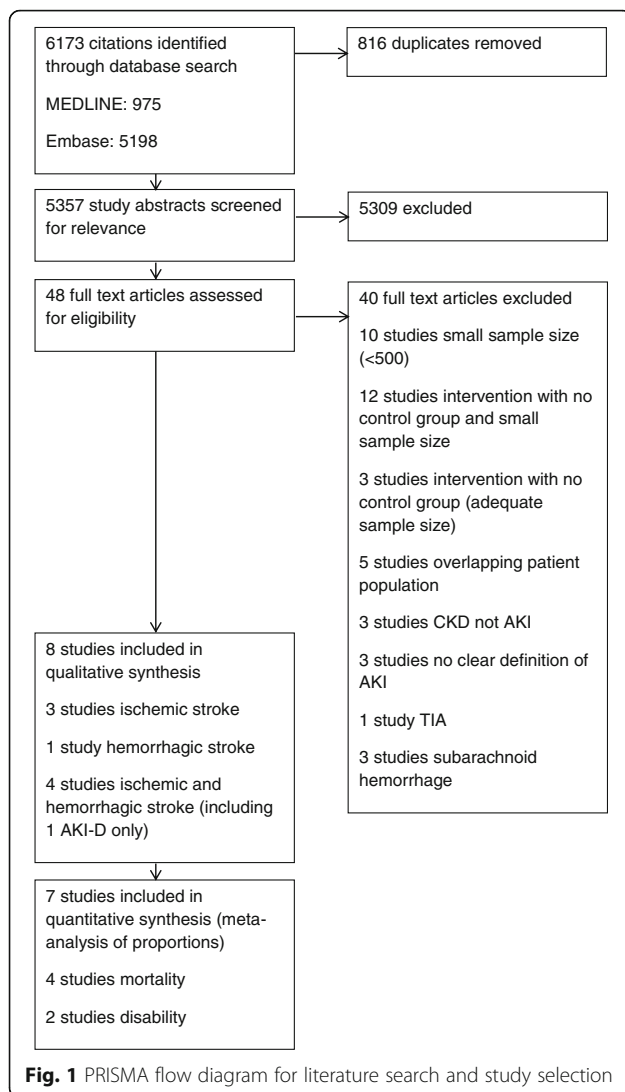 6173 citations identified
through database search
MEDLINE: 975
Embase: 5198
816 duplicates removed
5357 study abstracts screened
for relevance
5309 excluded
48 full text articles assessed
for eligibility
40 full text articles excluded
10 studies small sample size
(<500)
12 studies intervention with no
control group and small
sample size
3 studies intervention with no
control group (adequate
sample size)
5 studies overlapping patient
population
3 studies CKD not AKI
3 studies no clear definition of
AKI
1 study TIA
3 studies subarachnoid
hemorrhage
8 studies included in
qualitative synthesis
3 studies ischemic stroke
1 study hemorrhagic stroke
4 studies ischemic and
hemorrhagic stroke (including
1 AKI-D only)
7 studies included in
quantitative synthesis (meta-
analysis of proportions)
4 studies mortality
2 studies disability
Fig. 1 PRISMA flow diagram for literature search and study selection